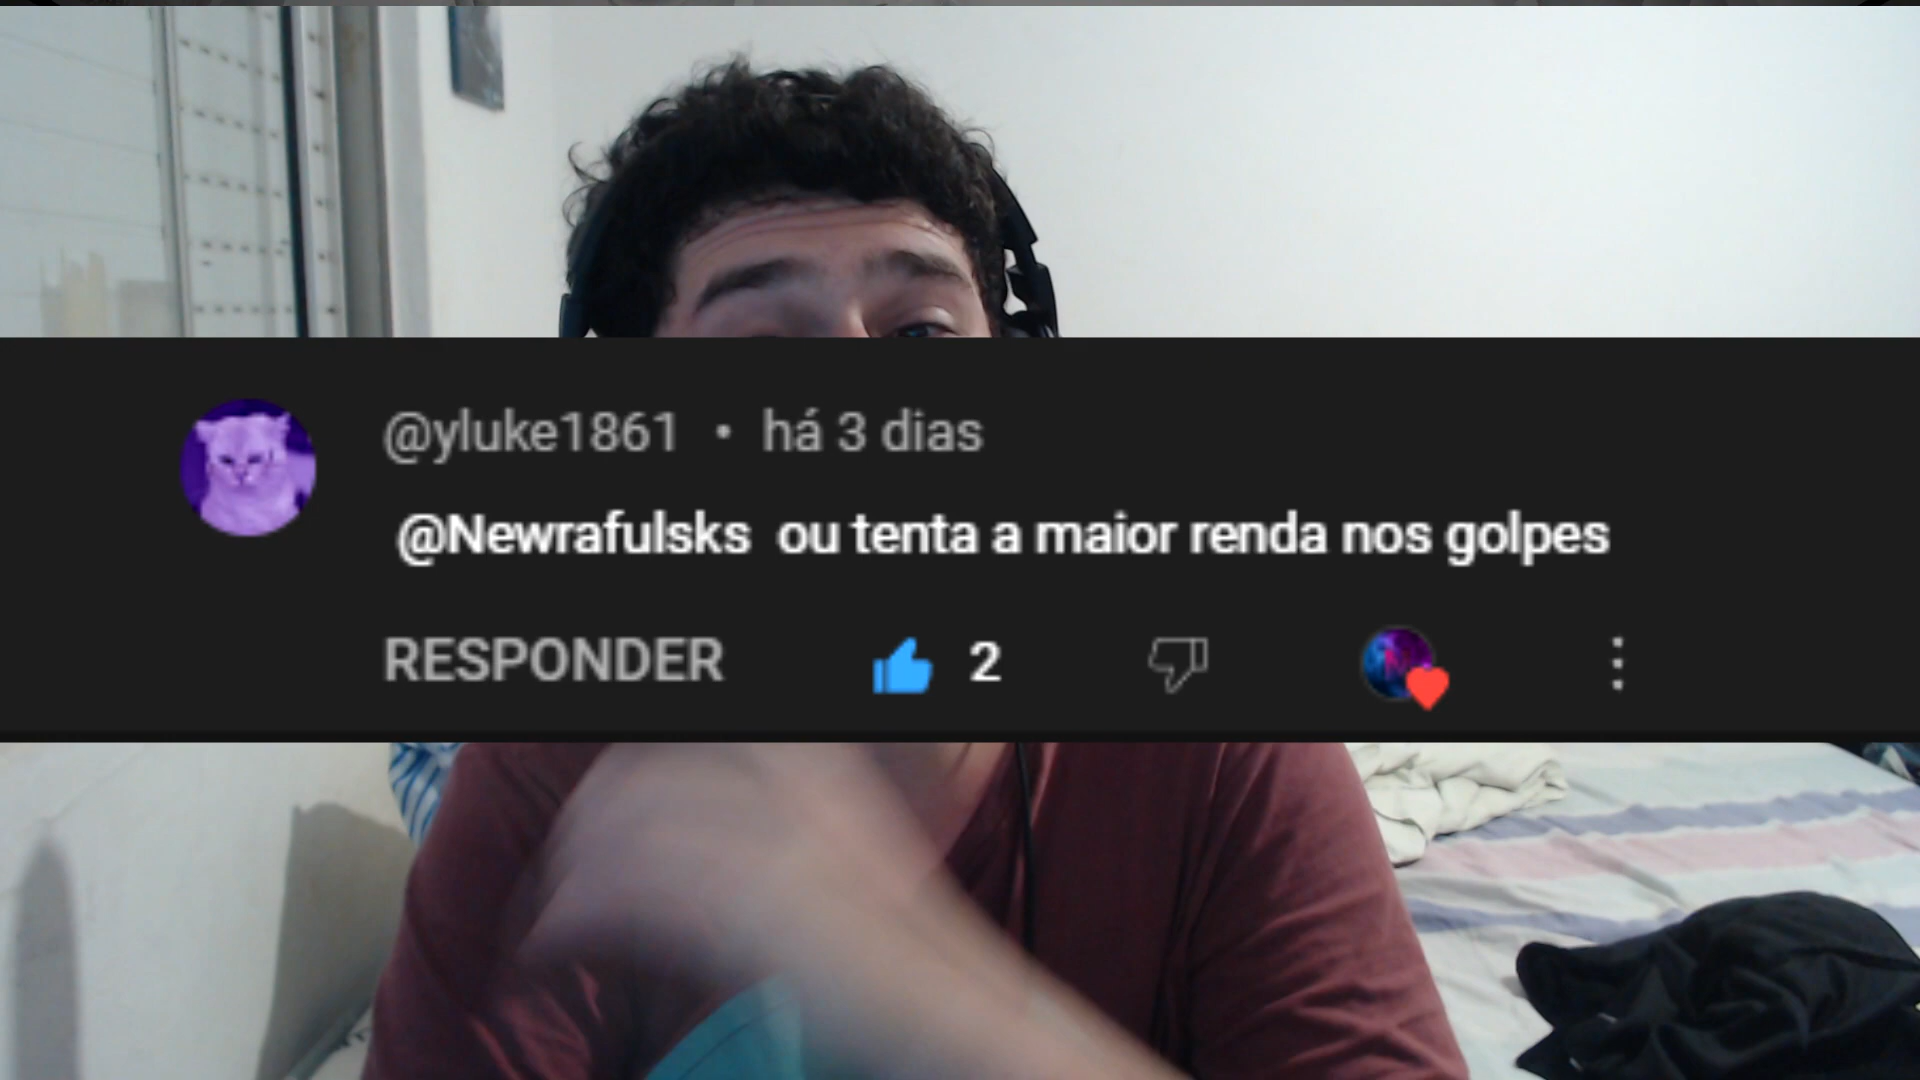 @yluke1861 • há 3 dias
@Newrafulsks ou tenta a maior renda nos golpes
RESPONDER 2